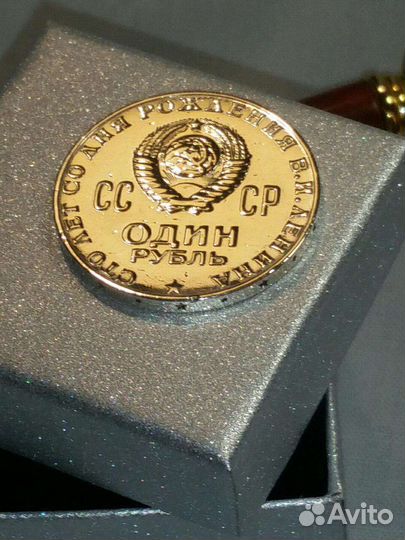 СТО ЛЕТ СО ДНЯ РОЖДЕНИЯ В.И.ЛЕНИНА
СС СР
ОДИН
РУБЛЬ
Avito